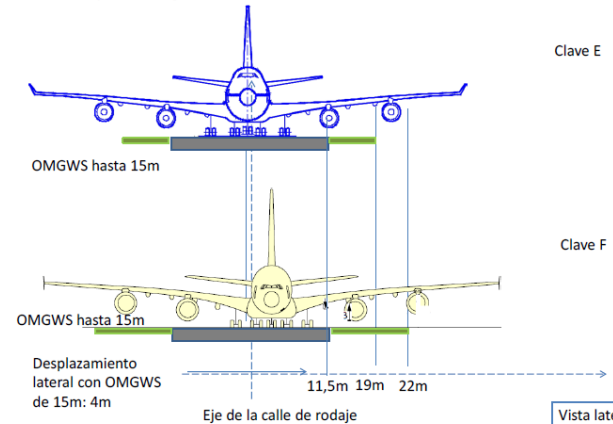 Clave E
OMGWS hasta 15m
Clave F
OMGWS hasta 15m
Desplazamiento
lateral con OMGWS
de 15m: 4m
11,5m 19m 22m
Eje de la calle de rodaje
Vista late